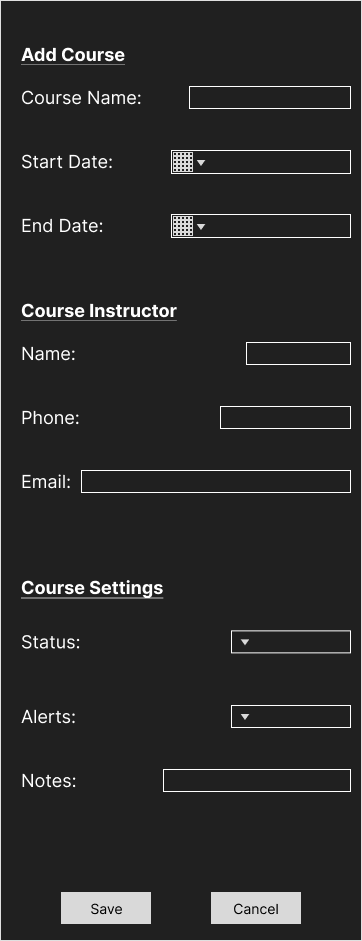 Add Course
Course Name:
Start Date:
End Date:
Course Instructor
Name:
Phone:
Email:
Course Settings
Status:
Alerts:
Notes:
Save Cancel